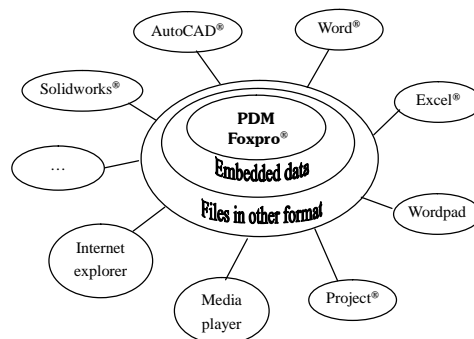 AutoCAD®
Word®
Solidworks®
Excel®
PDM
Foxpro®
...
Embedded data
Files in other format
Wordpad
Internet
explorer
Media
player
Project®